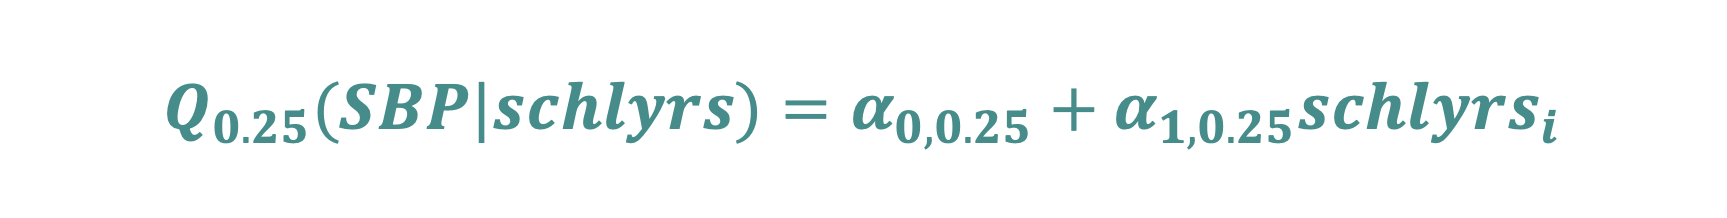 Q₀.₂₅(SBP|schlyrs) = α₀,₀.₂₅ + α₁,₀.₂₅schlyrsᵢ